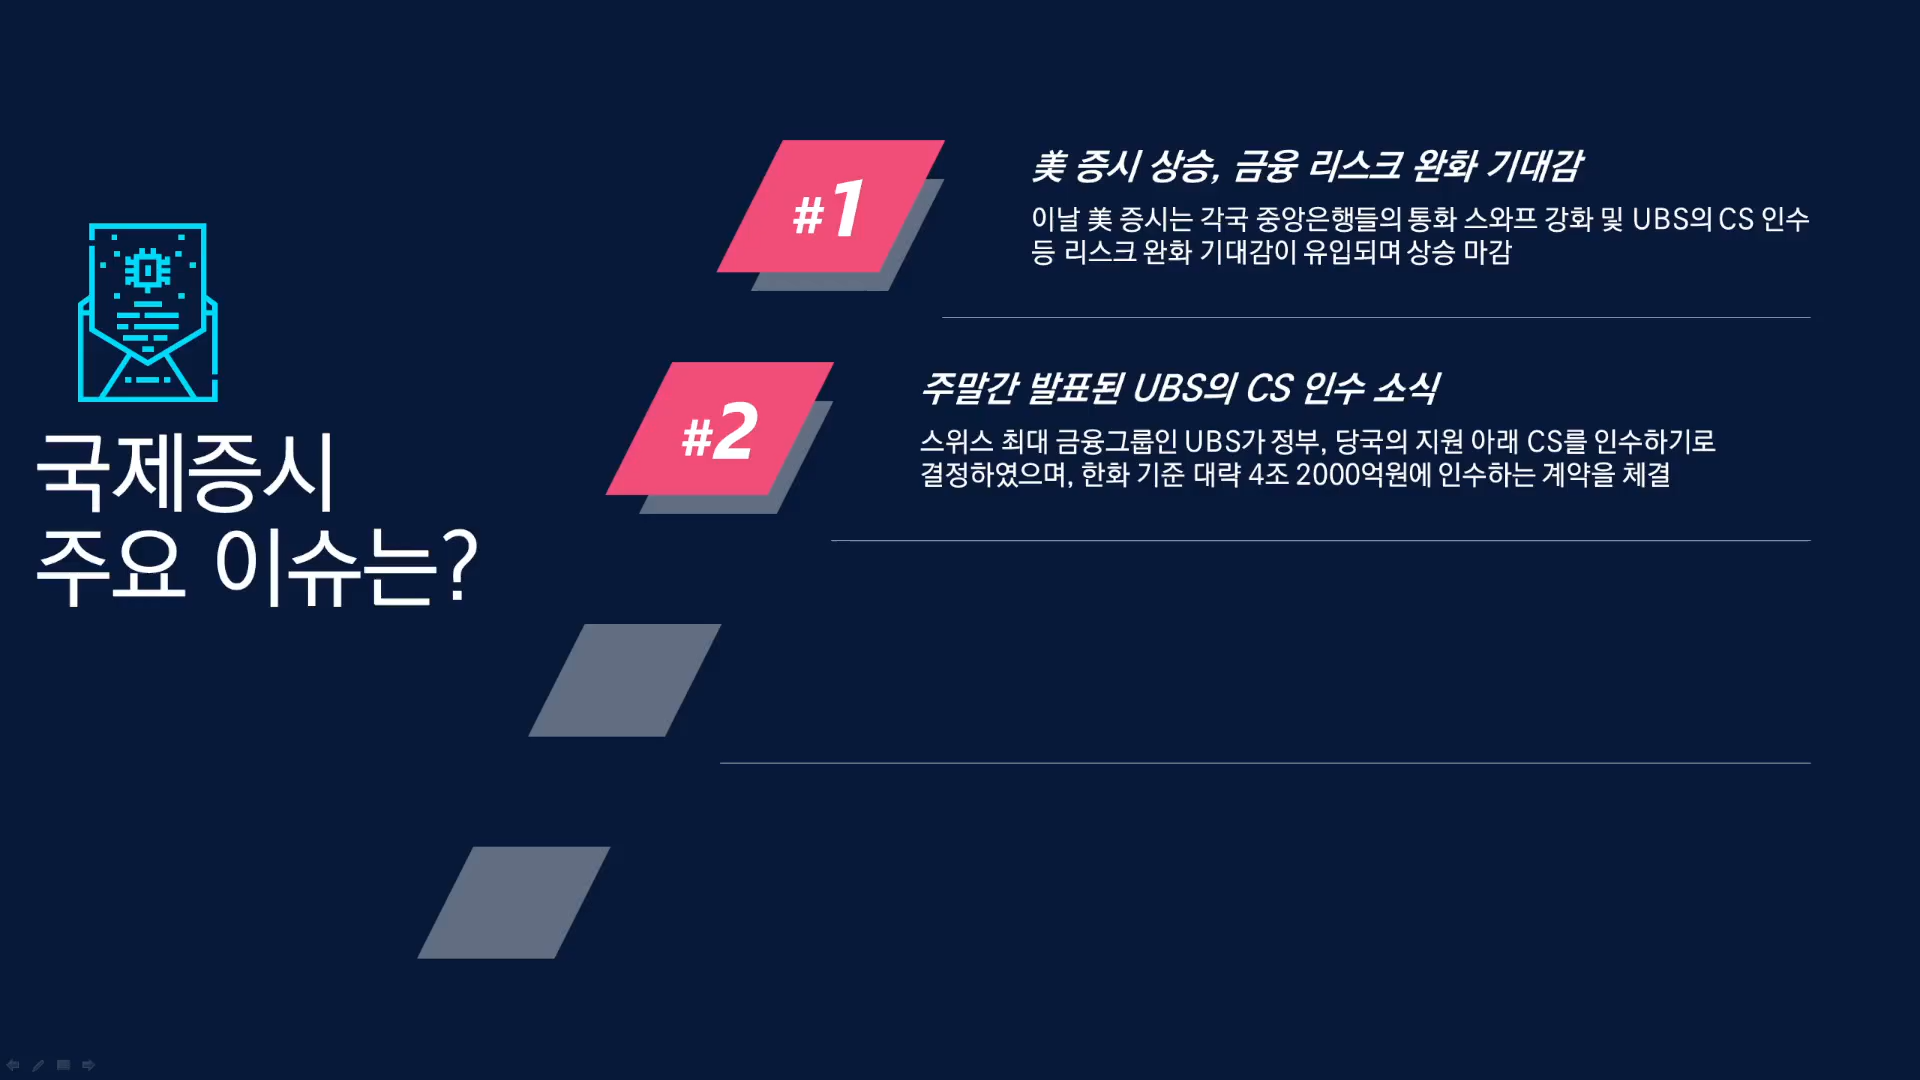 국제증시
주요 이슈는?
#1
美 증시 상승, 금융 리스크 완화 기대감
이날 美 증시는 각국 중앙은행들의 통화 스와프 강화 및 UBS의 CS 인수
등 리스크 완화 기대감이 유입되며 상승 마감
#2
주말간 발표된 UBS의 CS 인수 소식
스위스 최대 금융그룹인 UBS가 정부, 당국의 지원 아래 CS를 인수하기로
결정하였으며, 한화 기준 대략 4조 2000억원에 인수하는 계약을 체결